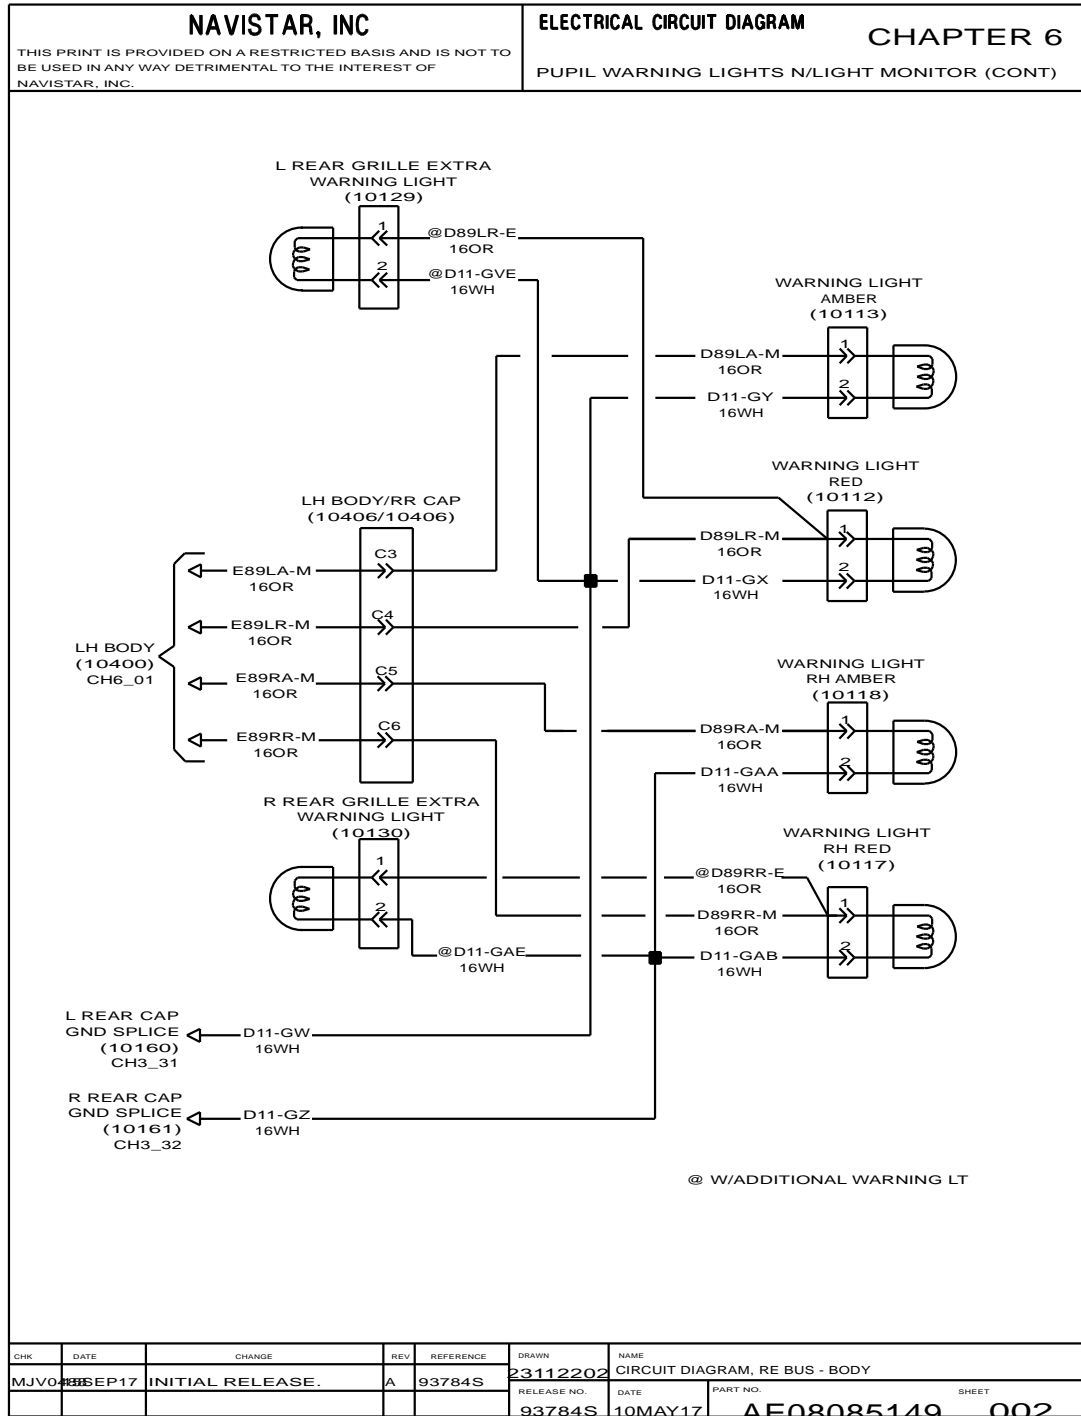 NAVISTAR, INC
THIS PRINT IS PROVIDED ON A RESTRICTED BASIS AND IS NOT TO
BE USED IN ANY WAY DETRIMENTAL TO THE INTEREST OF
NAVISTAR, INC.
ELECTRICAL CIRCUIT DIAGRAM
CHAPTER 6
PUPIL WARNING LIGHTS N/LIGHT MONITOR (CONT)
L REAR GRILLE EXTRA
WARNING LIGHT
(10129)
1
@D89LR-E
16OR
2
@D11-GVE
16WH
WARNING LIGHT
AMBER
(10113)
1
D89LA-M
16OR
2
D11-GY
16WH
WARNING LIGHT
RED
(10112)
1
D89LR-M
16OR
2
D11-GX
16WH
LH BODY/RR CAP
(10406/10406)
C3
E89LA-M
16OR
C4
E89LR-M
16OR
LH BODY
(10400)
CH6_01
C5
E89RA-M
16OR
C6
E89RR-M
16OR
WARNING LIGHT
RH AMBER
(10118)
1
D89RA-M
16OR
2
D11-GAA
16WH
R REAR GRILLE EXTRA
WARNING LIGHT
(10130)
1
2
@D11-GAE
16WH
WARNING LIGHT
RH RED
(10117)
@D89RR-E
16OR
1
D89RR-M
16OR
2
D11-GAB
16WH
L REAR CAP
GND SPLICE
(10160)
CH3_31
D11-GW
16WH
R REAR CAP
GND SPLICE
(10161)
CH3_32
D11-GZ
16WH
@ W/ADDITIONAL WARNING LT
CHK DATE CHANGE REV REFERENCE DRAWN NAME
INITIAL RELEASE. A 93784S 23112202 CIRCUIT DIAGRAM, RE BUS - BODY
RELEASE NO. DATE PART NO. SHEET
93784S 10MAY17 AE08085149 002